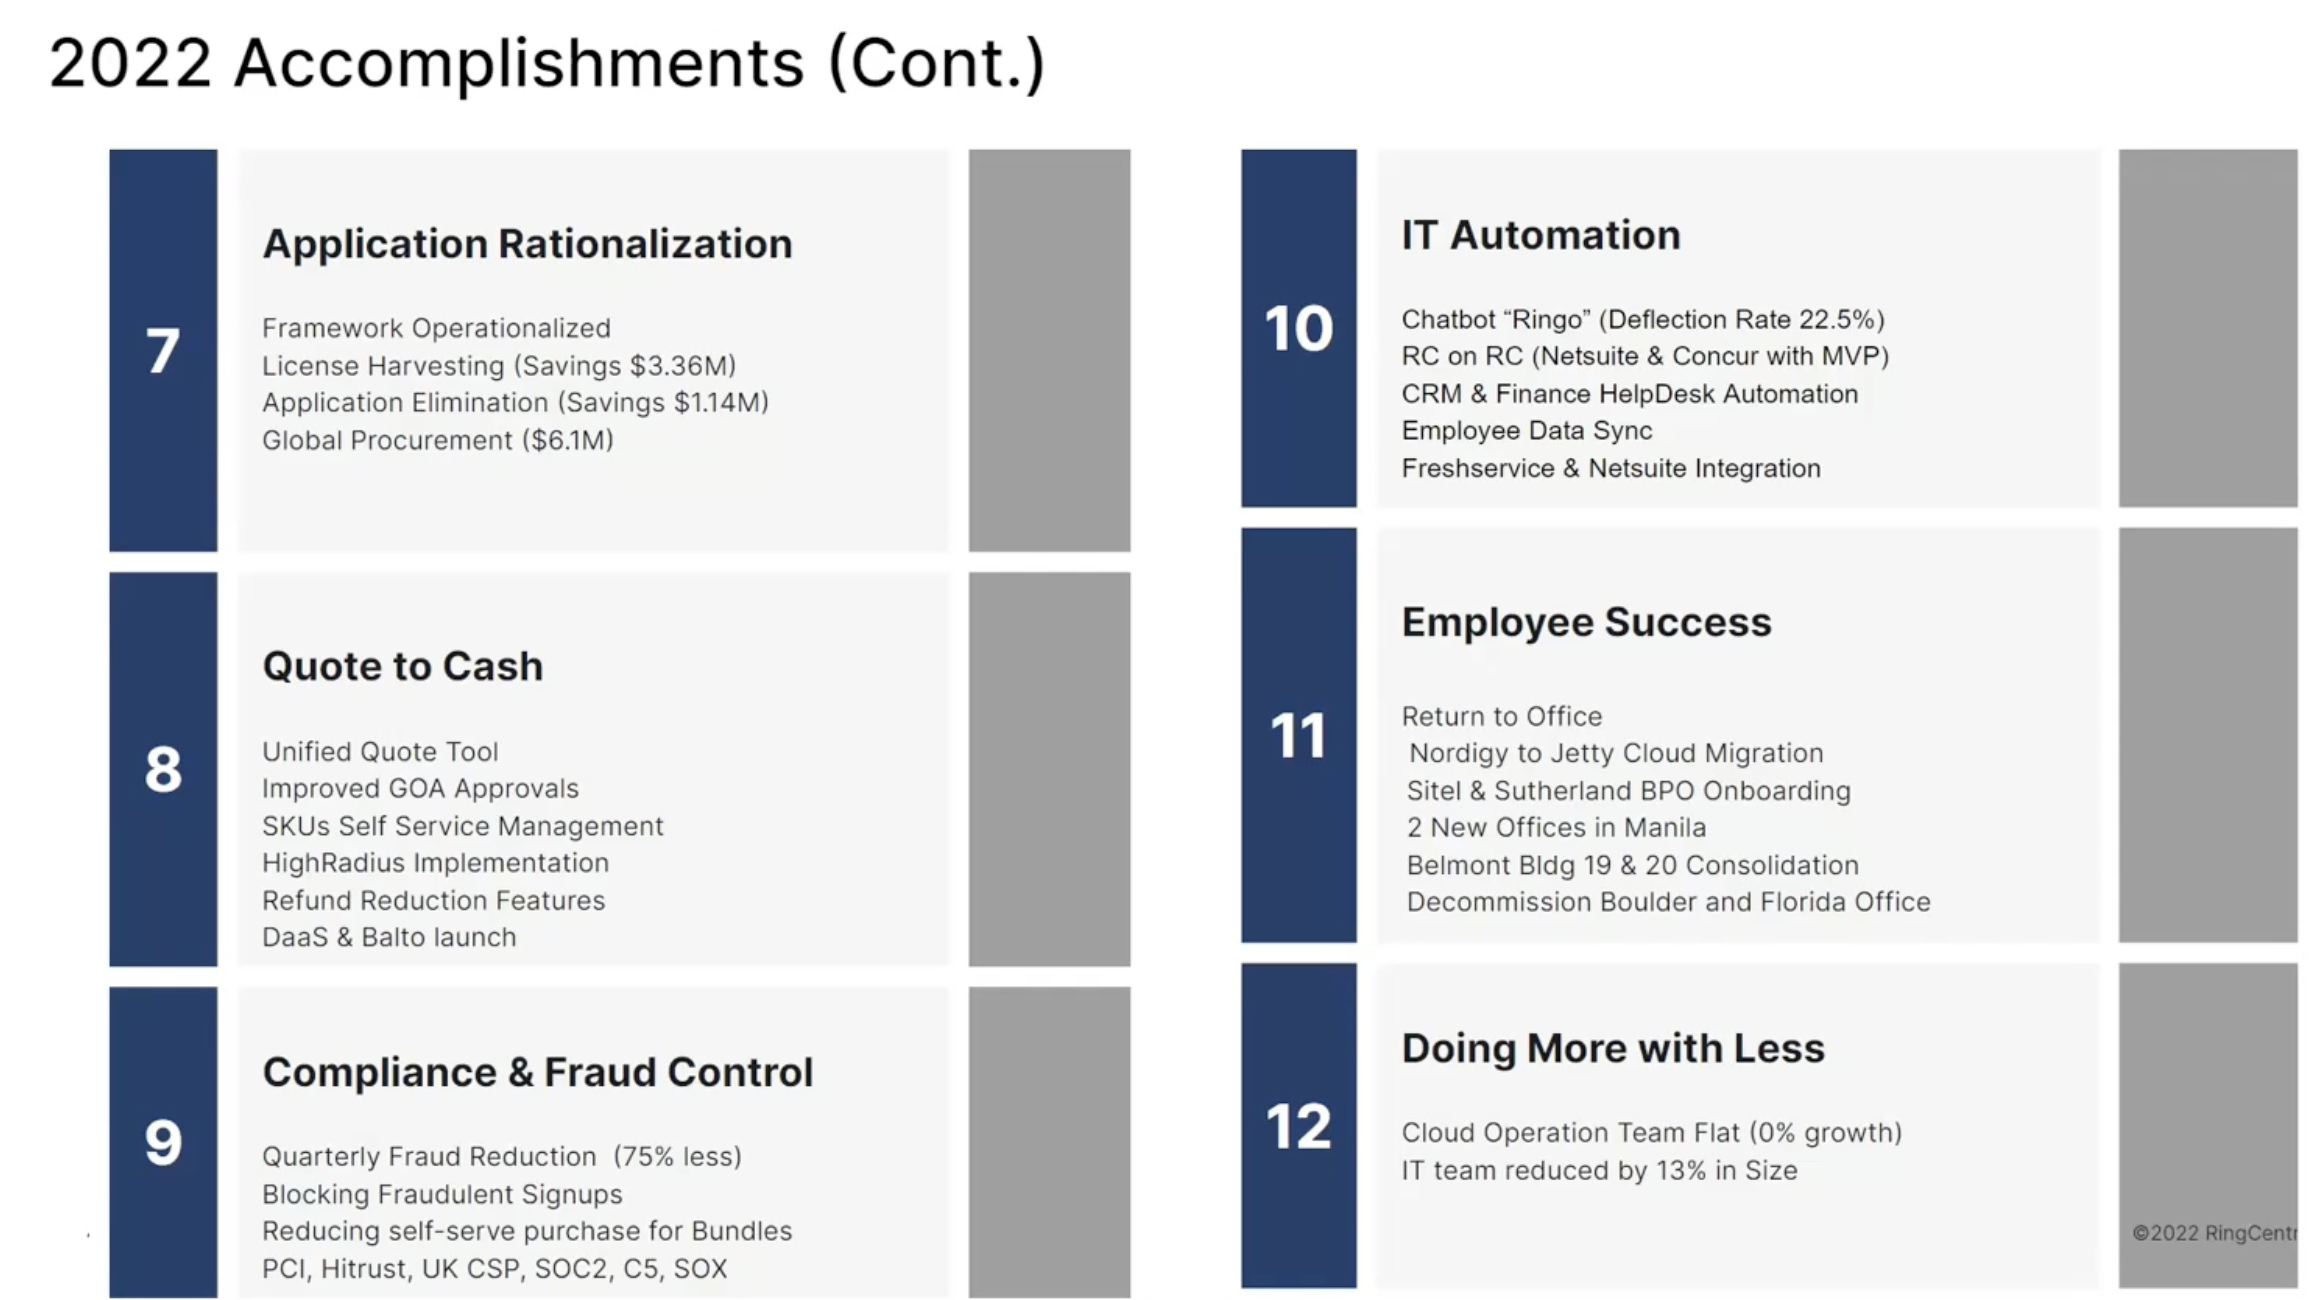 2022 Accomplishments (Cont.)
7
Application Rationalization
Framework Operationalized
License Harvesting (Savings $3.36M)
Application Elimination (Savings $1.14M)
Global Procurement ($6.1M)
8
Quote to Cash
Unified Quote Tool
Improved GOA Approvals
SKUs Self Service Management
HighRadius Implementation
Refund Reduction Features
DaaS & Balto launch
9
Compliance & Fraud Control
Quarterly Fraud Reduction  (75% less)
Blocking Fraudulent Signups
Reducing self-serve purchase for Bundles
PCI, Hitrust, UK CSP, SOC2, C5, SOX
10
IT Automation
Chatbot “Ringo” (Deflection Rate 22.5%)
RC on RC (Netsuite & Concur with MVP)
CRM & Finance HelpDesk Automation
Employee Data Sync
Freshservice & Netsuite Integration
11
Employee Success
Return to Office
Nordigy to Jetty Cloud Migration
Sitel & Sutherland BPO Onboarding
2 New Offices in Manila
Belmont Bldg 19 & 20 Consolidation
Decommission Boulder and Florida Office
12
Doing More with Less
Cloud Operation Team Flat (0% growth)
IT team reduced by 13% in Size
©2022 RingCentr